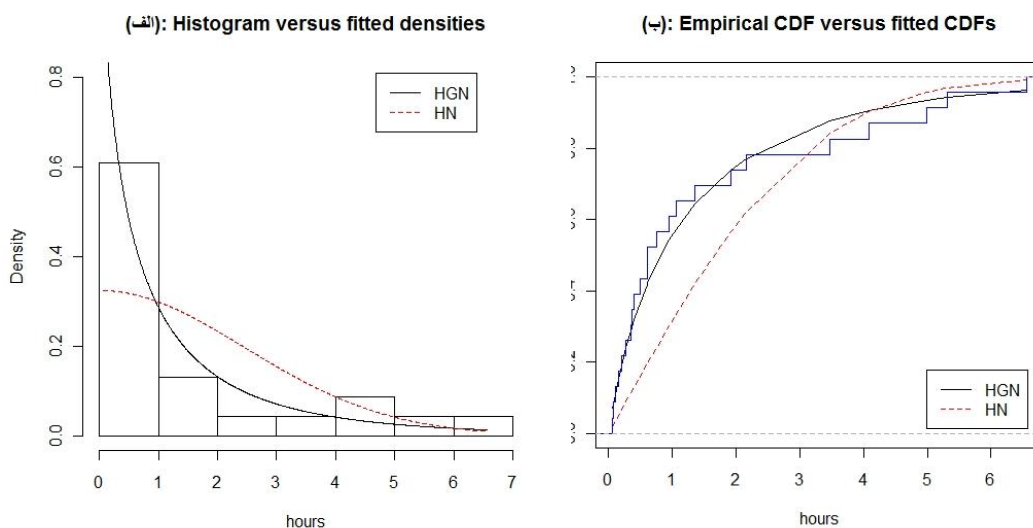 (الف): Histogram versus fitted densities
HGN
HN
Density
0.8
0.6
0.4
0.2
0.0
0 1 2 3 4 5 6 7
hours
(ب): Empirical CDF versus fitted CDFs
HGN
HN
0 1 2 3 4 5 6
hours